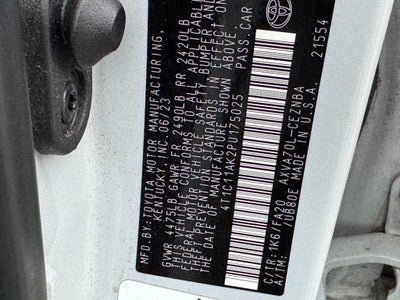 MFD.BY: TOYOTA MOTOR MANUFACTURING,
KENTUCKY, INC. 06/23
GVWR 4475LB GAWR FR 2490LB RR 2420LB
THIS VEHICLE CONFORMS TO ALL APPLICABLE
FEDERAL MOTOR VEHICLE SAFETY, BUMPER AND
THEFT PREVENTION STANDARDS IN EFFECT ON
THE DATE OF MANUFACTURE SHOWN ABOVE.
4T1C11AK2PU175025 PASS.CAR
C/TR: 1K6/FA20 AXVA70L-CEZNBA
A/TM: /UB80E MADE IN U.S.A.
21554